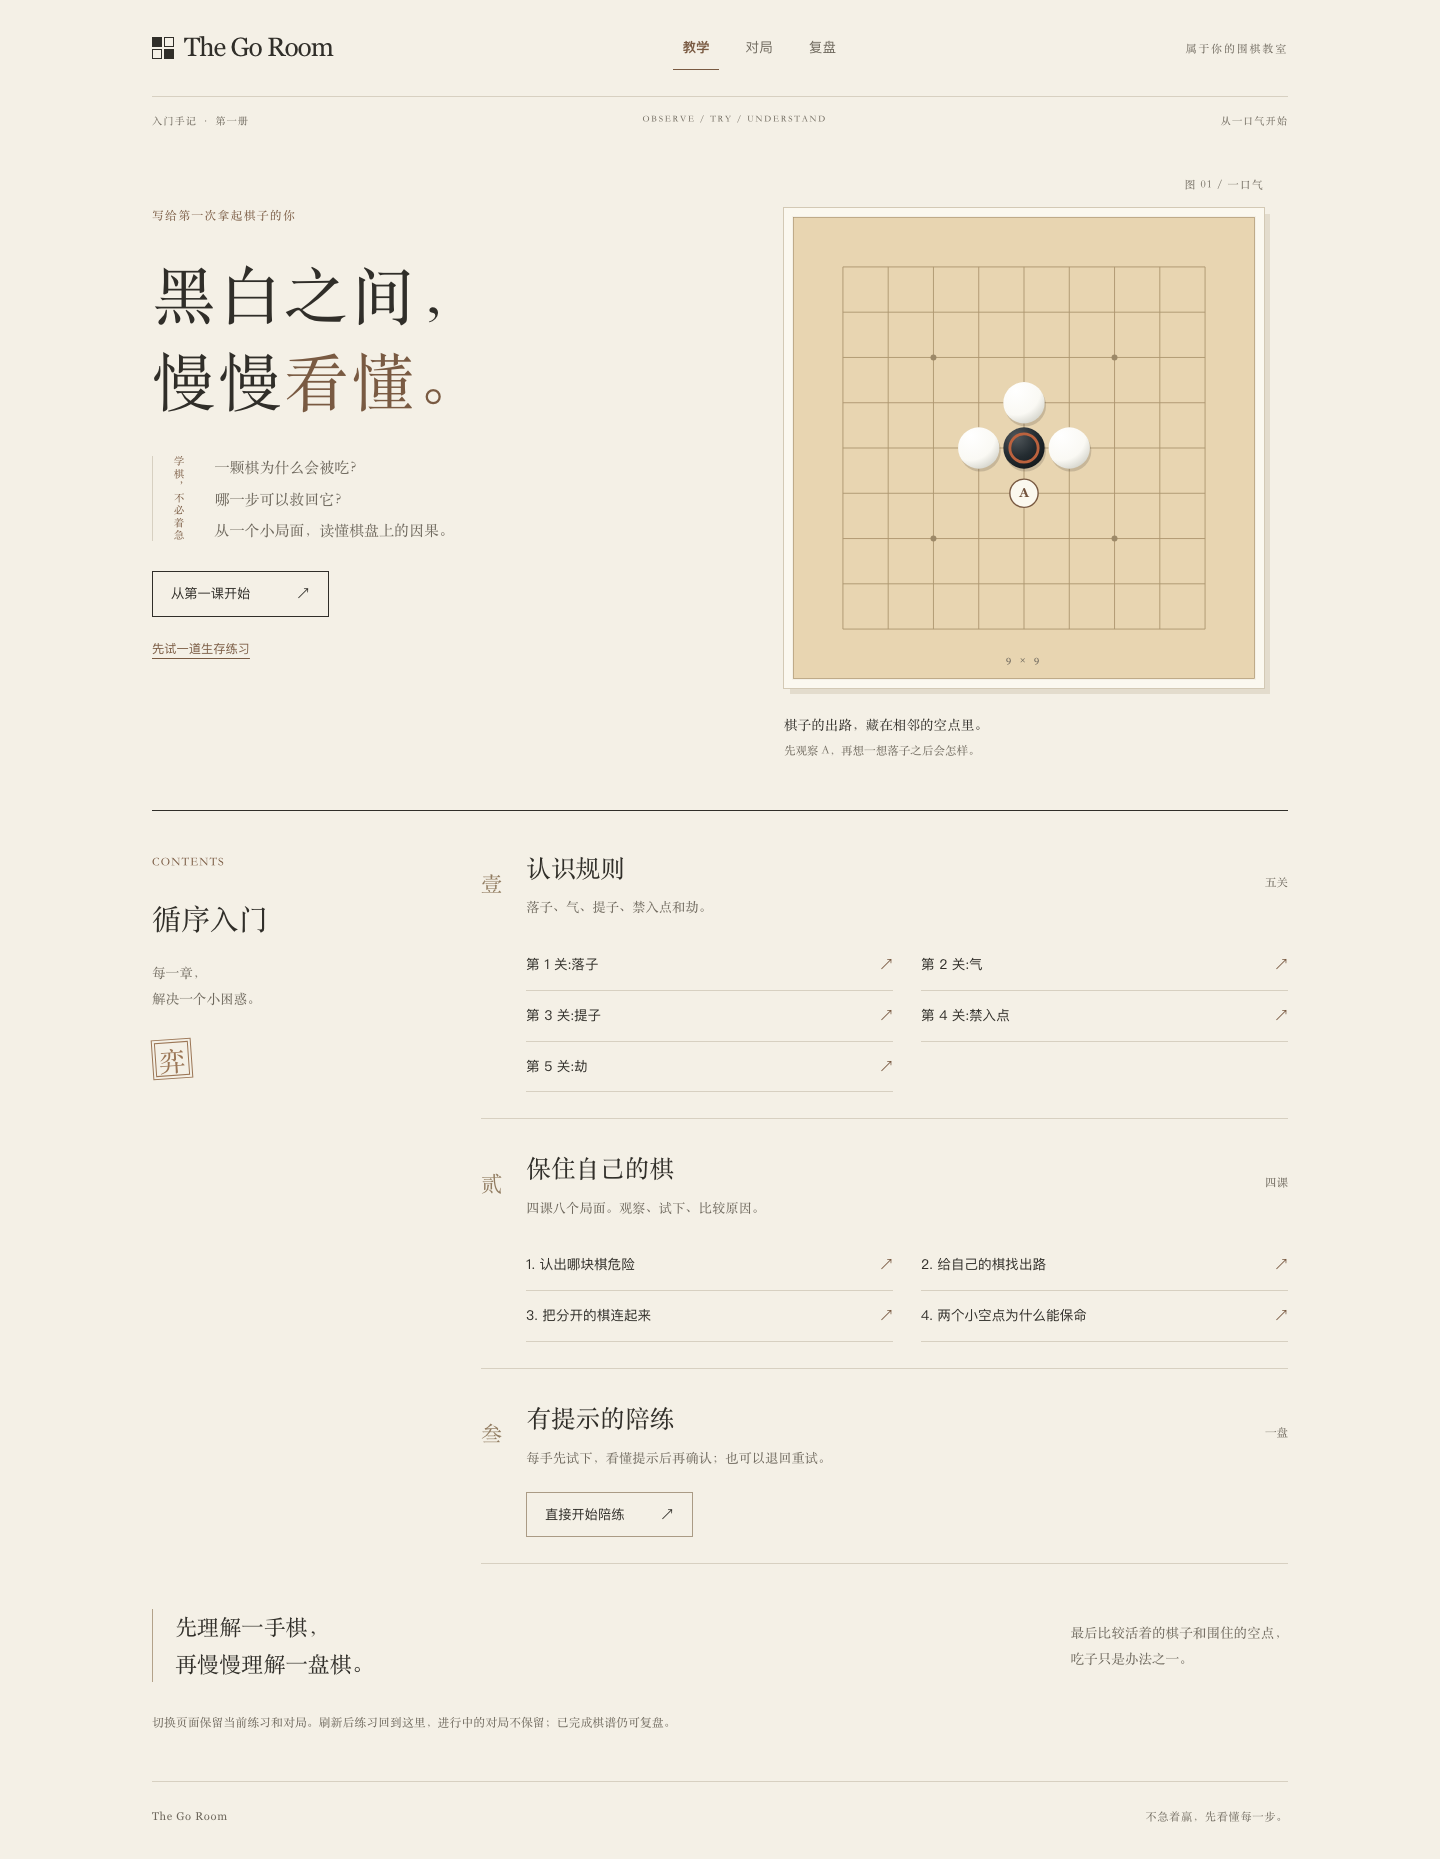 The Go Room
教学 对局 复盘
属于你的围棋教室
入门手记 · 第一册
OBSERVE / TRY / UNDERSTAND
从一口气开始
图 01 / 一口气
写给第一次拿起棋子的你
黑白之间，
慢慢看懂。
学棋，不必着急
一颗棋为什么会被吃？
哪一步可以救回它？
从一个小局面，读懂棋盘上的因果。
从第一课开始 ↗
先试一道生存练习
A
9 × 9
棋子的出路，藏在相邻的空点里。
先观察 A，再想一想落子之后会怎样。
CONTENTS
循序入门
每一章，
解决一个小困惑。
弈
壹
认识规则
五关
落子、气、提子、禁入点和劫。
第 1 关:落子 ↗
第 2 关:气 ↗
第 3 关:提子 ↗
第 4 关:禁入点 ↗
第 5 关:劫 ↗
贰
保住自己的棋
四课
四课八个局面。观察、试下、比较原因。
1. 认出哪块棋危险 ↗
2. 给自己的棋找出路 ↗
3. 把分开的棋连起来 ↗
4. 两个小空点为什么能保命 ↗
叁
有提示的陪练
一盘
每手先试下，看懂提示后再确认；也可以退回重试。
直接开始陪练 ↗
先理解一手棋，
再慢慢理解一盘棋。
最后比较活着的棋子和围住的空点，
吃子只是办法之一。
切换页面保留当前练习和对局。刷新后练习回到这里，进行中的对局不保留；已完成棋谱仍可复盘。
The Go Room
不急着赢，先看懂每一步。